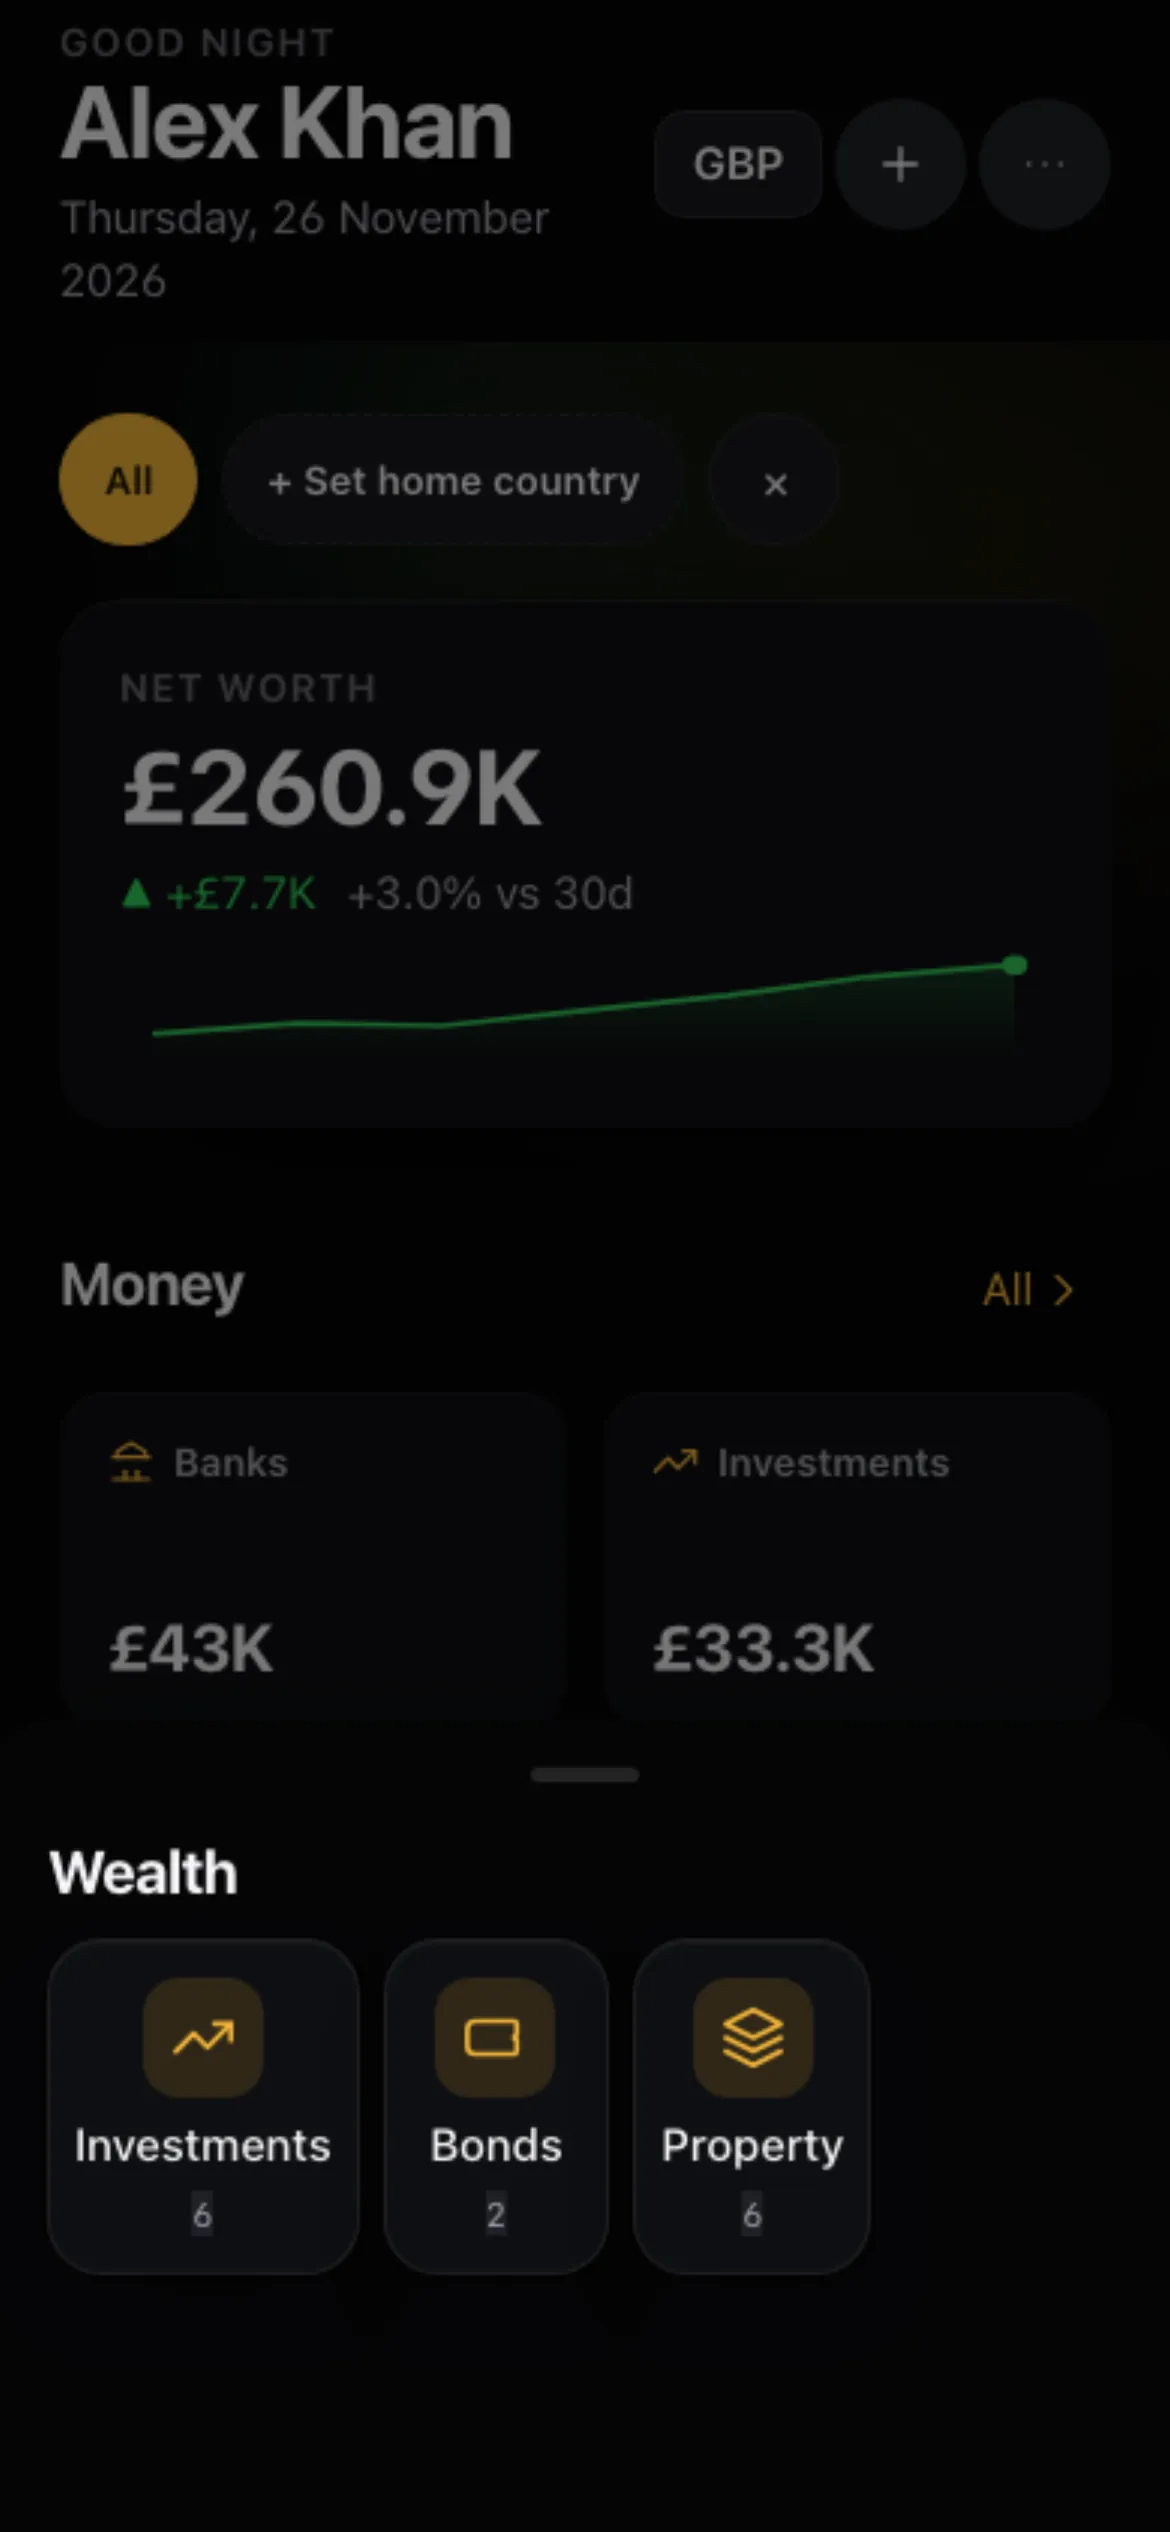 GOOD NIGHT
Alex Khan
Thursday, 26 November
2026
GBP
+
···
All
+ Set home country
×
NET WORTH
£260.9K
▲ +£7.7K +3.0% vs 30d
Money
All >
Banks
£43K
Investments
£33.3K
Wealth
Investments
6
Bonds
2
Property
6